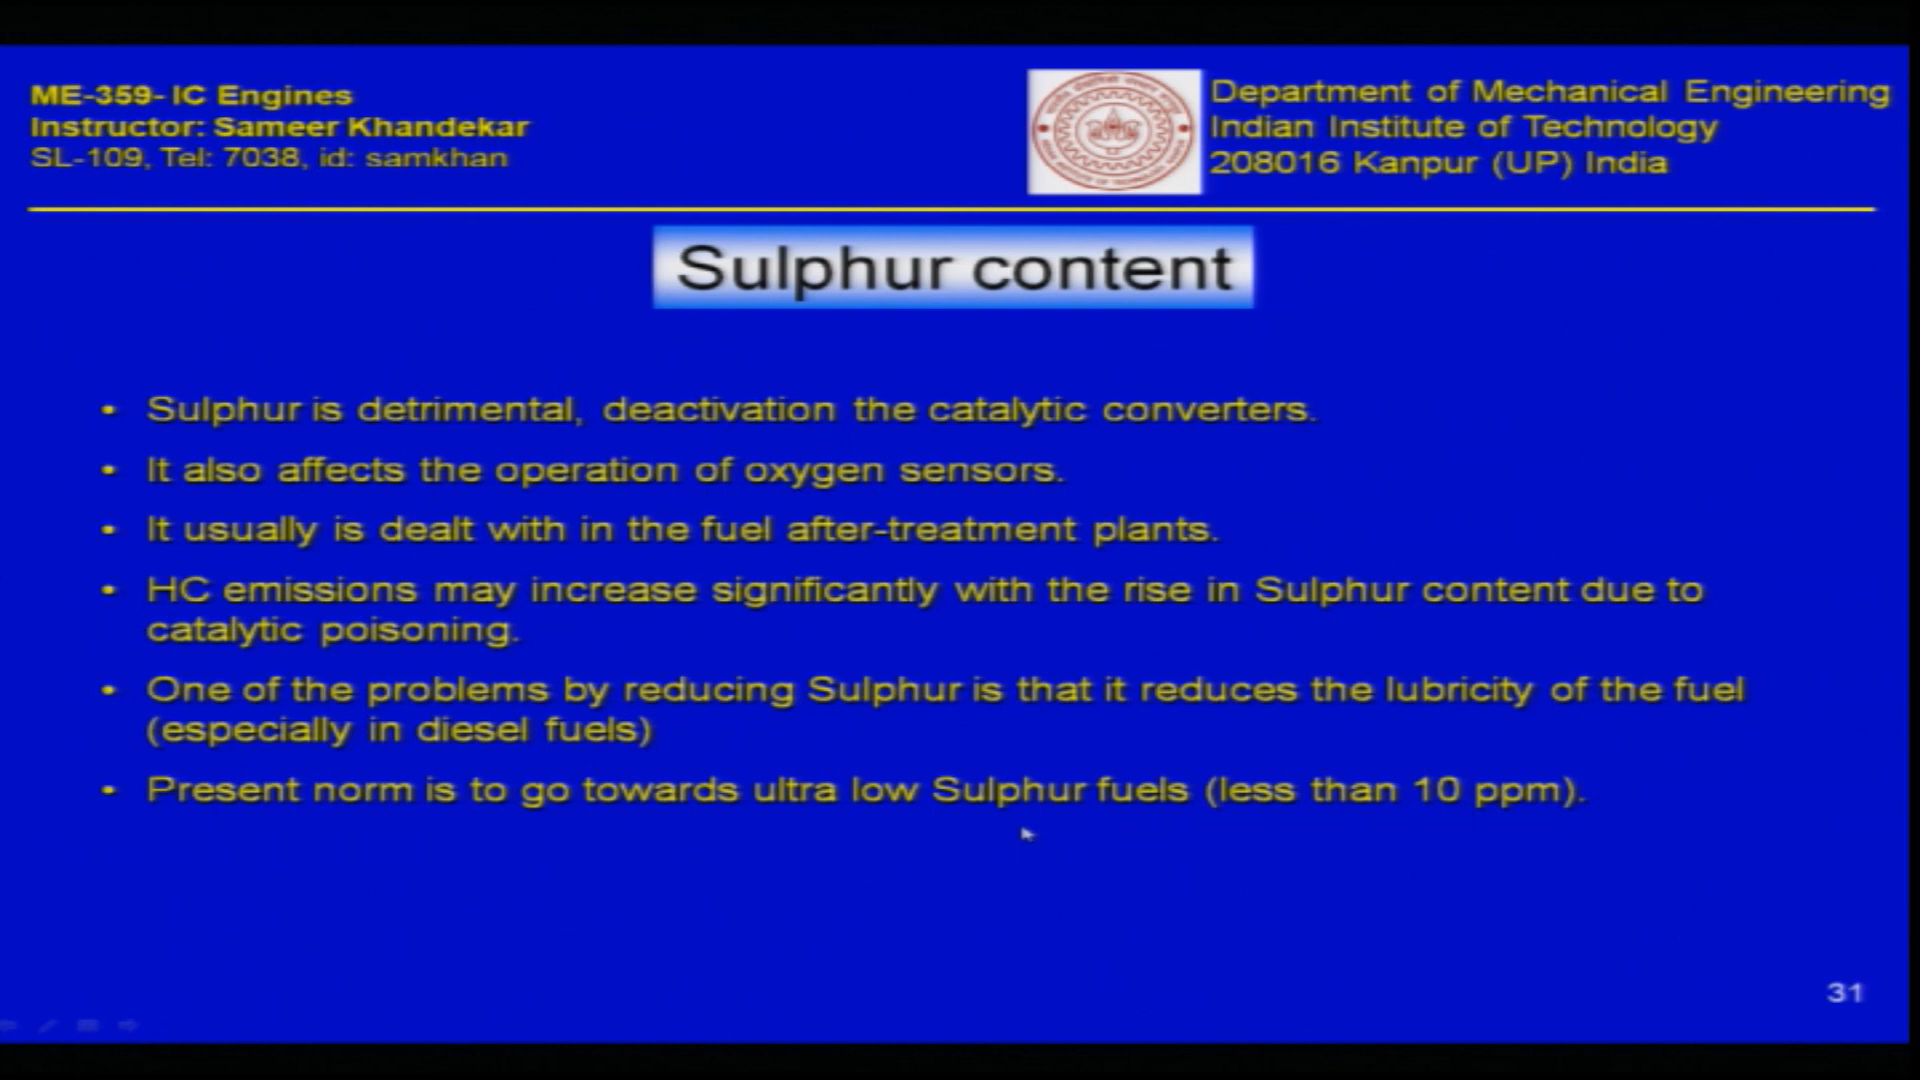 ME-359- IC Engines
Instructor: Sameer Khandekar
SL-109, Tel: 7038, id: samkhan
Department of Mechanical Engineering
Indian Institute of Technology
208016 Kanpur (UP) India
Sulphur content
• Sulphur is detrimental, deactivation the catalytic converters.
• It also affects the operation of oxygen sensors.
• It usually is dealt with in the fuel after-treatment plants.
• HC emissions may increase significantly with the rise in Sulphur content due to
catalytic poisoning.
• One of the problems by reducing Sulphur is that it reduces the lubricity of the fuel
(especially in diesel fuels)
• Present norm is to go towards ultra low Sulphur fuels (less than 10 ppm).
31